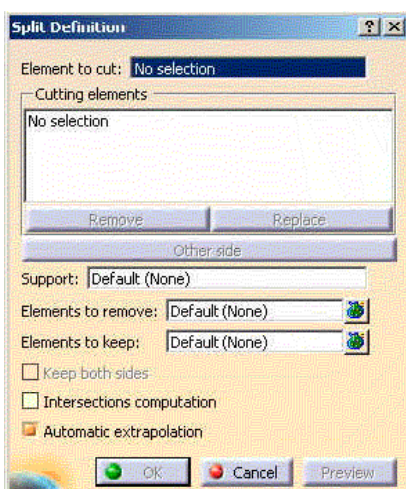 Split Definition ? X
Element to cut: No selection
Cutting elements
No selection
Remove Replace
Other side
Support: Default (None)
Elements to remove: Default (None)
Elements to keep: Default (None)
Keep both sides
Intersections computation
Automatic extrapolation
OK Cancel Preview